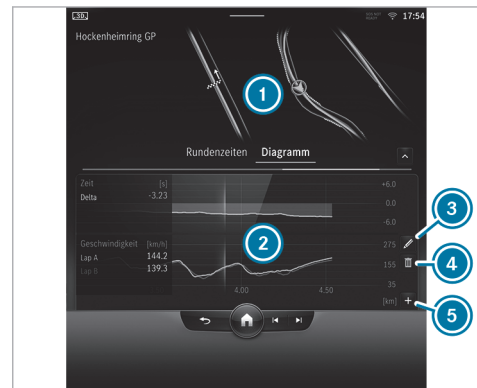 3D
17:54
Hockenheimring GP
1
Rundenzeiten Diagramm
Zeit [s]
Delta -3.23
+6.0
0.0
-6.0
3
Geschwindigkeit [km/h]
Lap A 144.2
Lap B 139.3
2
275
155
35
4
4.00 4.50
[km] +
5